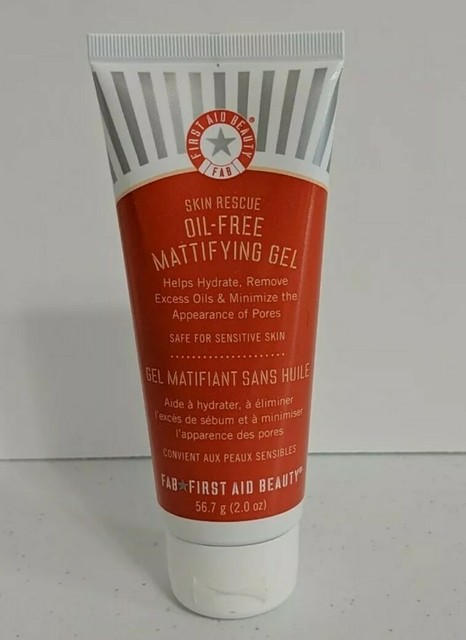 FIRST AID BEAUTY®
FAB
SKIN RESCUE
OIL-FREE
MATTIFYING GEL
Helps Hydrate, Remove
Excess Oils & Minimize the
Appearance of Pores
SAFE FOR SENSITIVE SKIN
GEL MATIFIANT SANS HUILE
Aide à hydrater, à éliminer
l'excès de sébum et à minimiser
l'apparence des pores
CONVIENT AUX PEAUX SENSIBLES
FAB★FIRST AID BEAUTY®
56.7 g (2.0 oz)